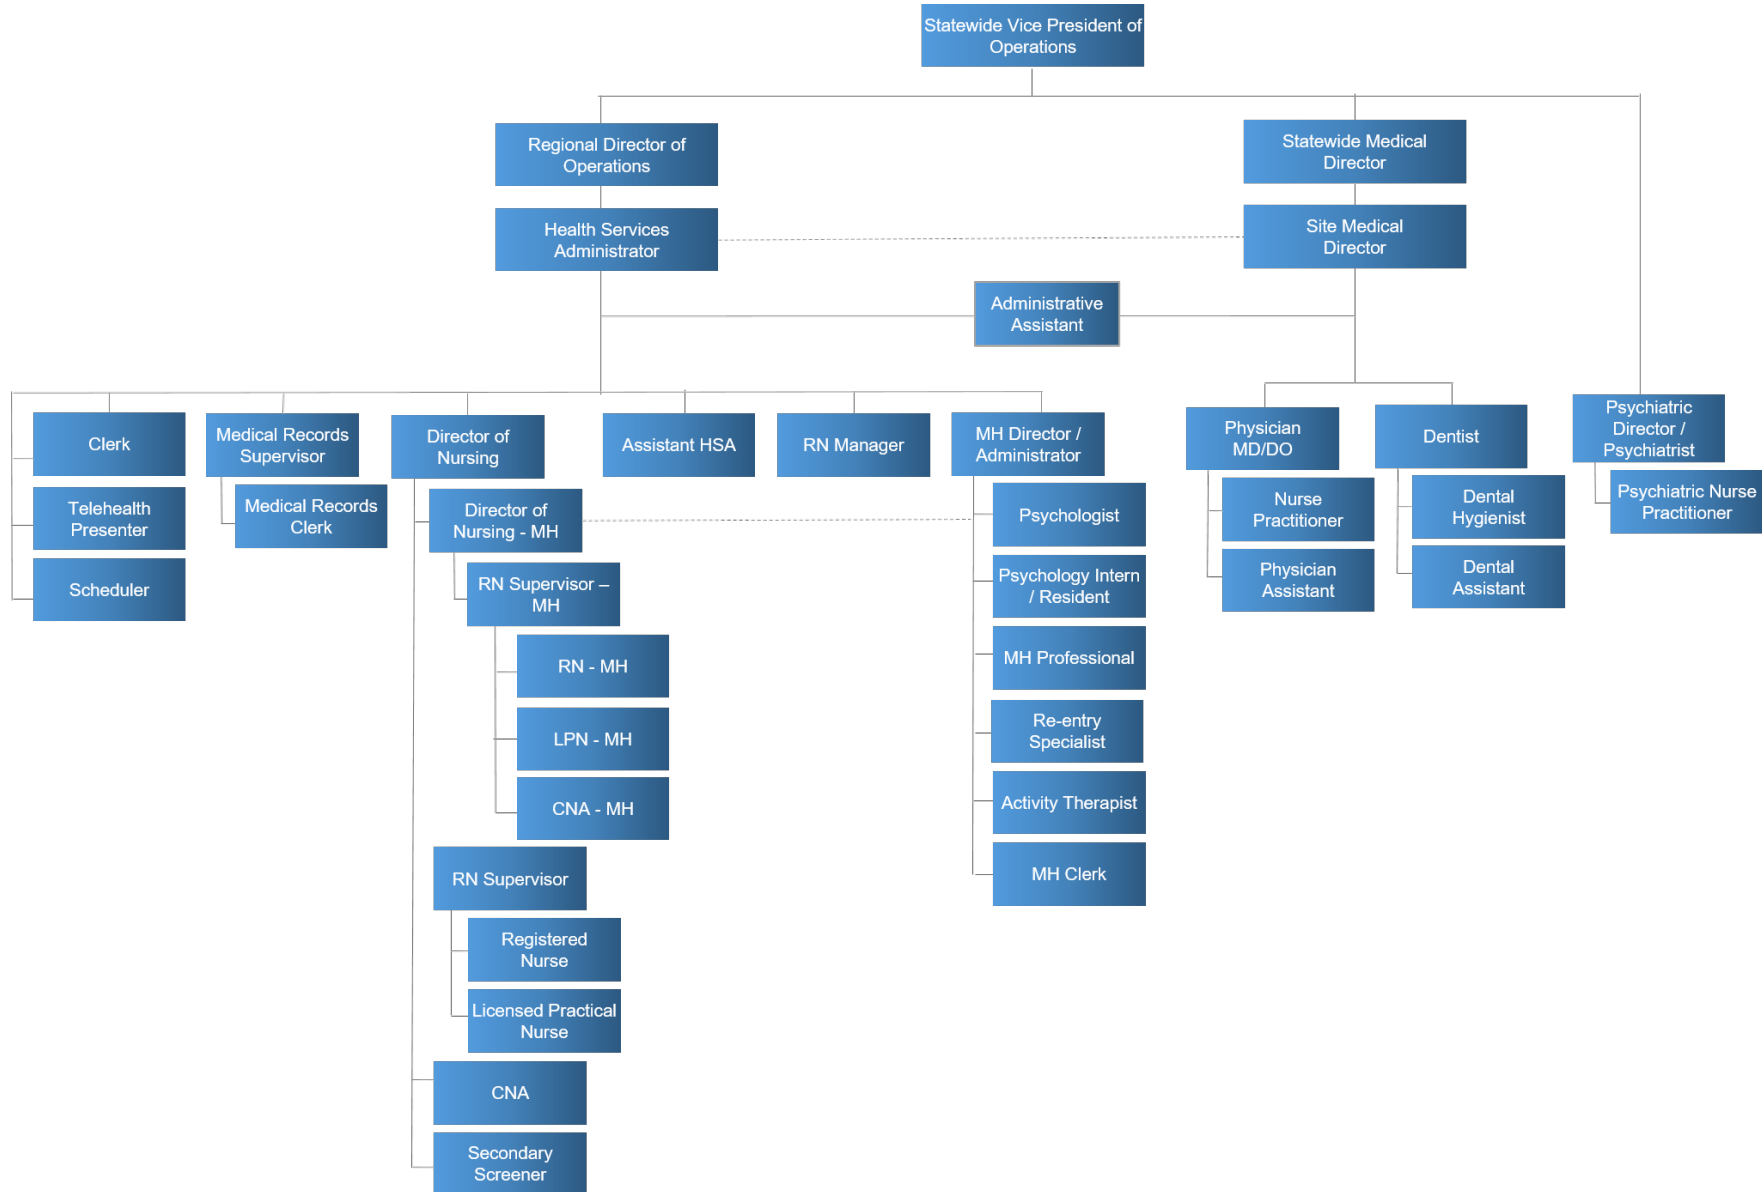 Statewide Vice President of
Operations
Regional Director of
Operations
Statewide Medical
Director
Health Services
Administrator
Site Medical
Director
Administrative
Assistant
Clerk
Telehealth
Presenter
Scheduler
Medical Records
Supervisor
Medical Records
Clerk
Director of
Nursing
Director of
Nursing - MH
RN Supervisor –
MH
RN - MH
LPN - MH
CNA - MH
RN Supervisor
Registered
Nurse
Licensed Practical
Nurse
CNA
Secondary
Screener
Assistant HSA
RN Manager
MH Director /
Administrator
Psychologist
Psychology Intern
/ Resident
MH Professional
Re-entry
Specialist
Activity Therapist
MH Clerk
Physician
MD/DO
Nurse
Practitioner
Physician
Assistant
Dentist
Dental
Hygienist
Dental
Assistant
Psychiatric
Director /
Psychiatrist
Psychiatric Nurse
Practitioner